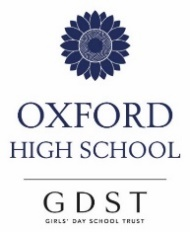 OXFORD
HIGH SCHOOL
GDST
GIRLS' DAY SCHOOL TRUST